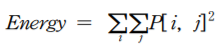 Energy = ∑∑P[i, j]²
i j